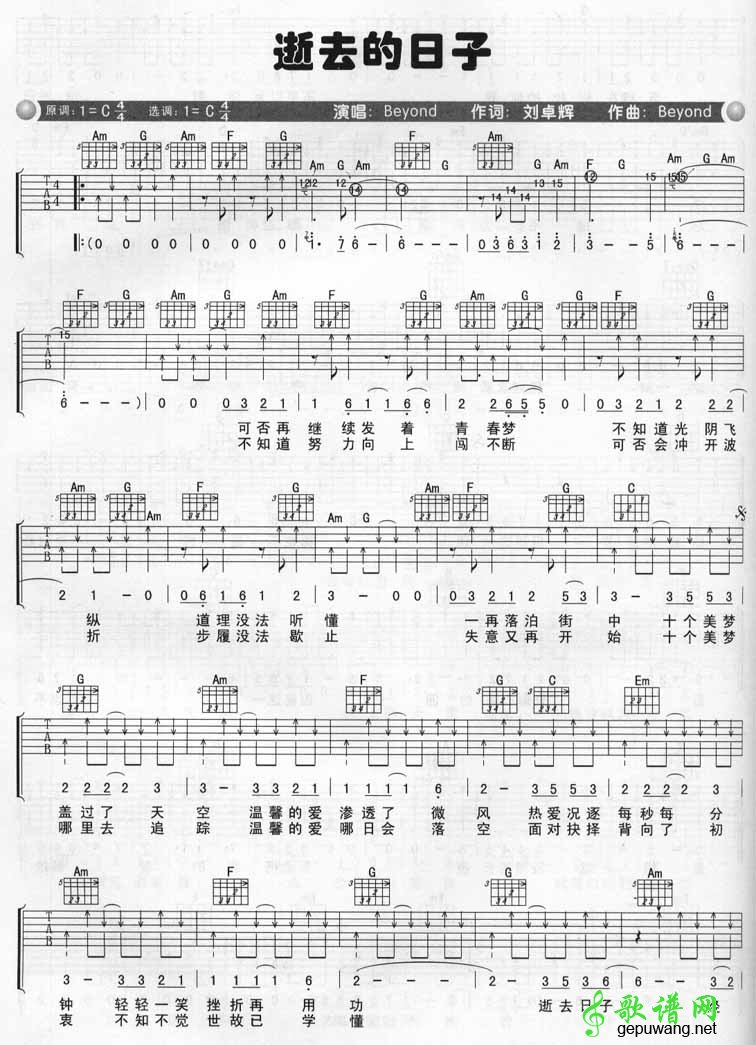 逝去的日子
原调：1=C 4/4 选调：1=C 4/4 演唱：Beyond 作词：刘卓辉 作曲：Beyond
Am G Am F G Am G F Am G F Am G Am G F G Am G Am
TAB 4/4 12 12 14 14 14 14 13 15 12 15 15 15
‖:(0 0 0 0 0 0 0 0 · 7 6 – 6 – – – 0 3 6 3 1 2 3 – – 5 6 – –
F G Am G Am F G Am G G F G
15
TAB
6 – – –) 0 0 0 3 2 1 1 6 1 1 1 6 6 2 2 6 5 5 0 0 3 2 1 2 2 2
可否再继续发着青春梦 不知道光阴飞
不知道努力向上闯不断 可否会冲开波
Am G Am F G Am G Am F G C
TAB
2 1 – 0 0 6 1 6 1 2 3 – 0 0 0 3 2 1 2 5 3 3 – 3 5 5 3
纵 道理没法听懂 一再落泊街中 十个美梦
折 步履没法歇止 失意又再开始 十个美梦
G Am F G C Em
TAB
2 2 2 2 3 3 – 3 3 2 1 1 1 1 1 6 2 – 3 5 5 3 2 2 2 2 3
盖过了天空 温馨的爱渗透了微风 热爱况逐每秒每分
哪里去追踪 温馨的爱哪日会落空 面对抉择背向了初
Am F G G Am
TAB
3 – 3 3 2 1 1 1 1 1 6 2
钟 轻轻一笑挫折再用功 逝去日子
衷 不知不觉世故已学懂
歌谱网
gepuwang.net